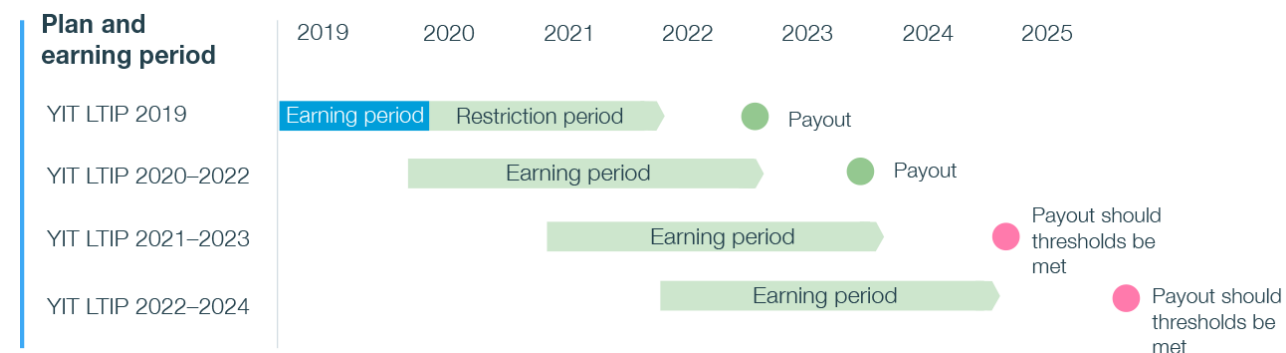 Plan and
earning period
2019 2020 2021 2022 2023 2024 2025
YIT LTIP 2019 Earning period Restriction period Payout
YIT LTIP 2020–2022 Earning period Payout
YIT LTIP 2021–2023 Earning period Payout should
thresholds be
met
YIT LTIP 2022–2024 Earning period Payout should
thresholds be
met